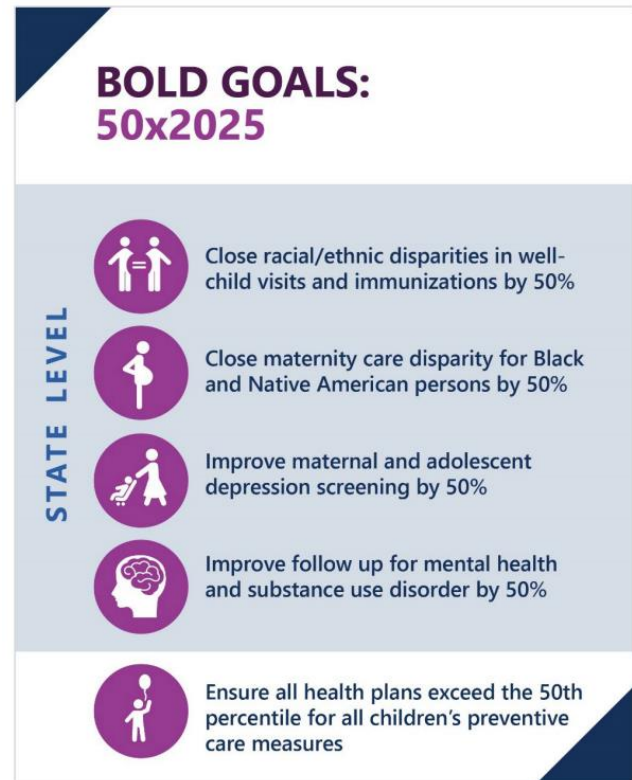 BOLD GOALS:
50x2025
STATE LEVEL
=
Close racial/ethnic disparities in well-
child visits and immunizations by 50%
Close maternity care disparity for Black
and Native American persons by 50%
Improve maternal and adolescent
depression screening by 50%
Improve follow up for mental health
and substance use disorder by 50%
Ensure all health plans exceed the 50th
percentile for all children’s preventive
care measures